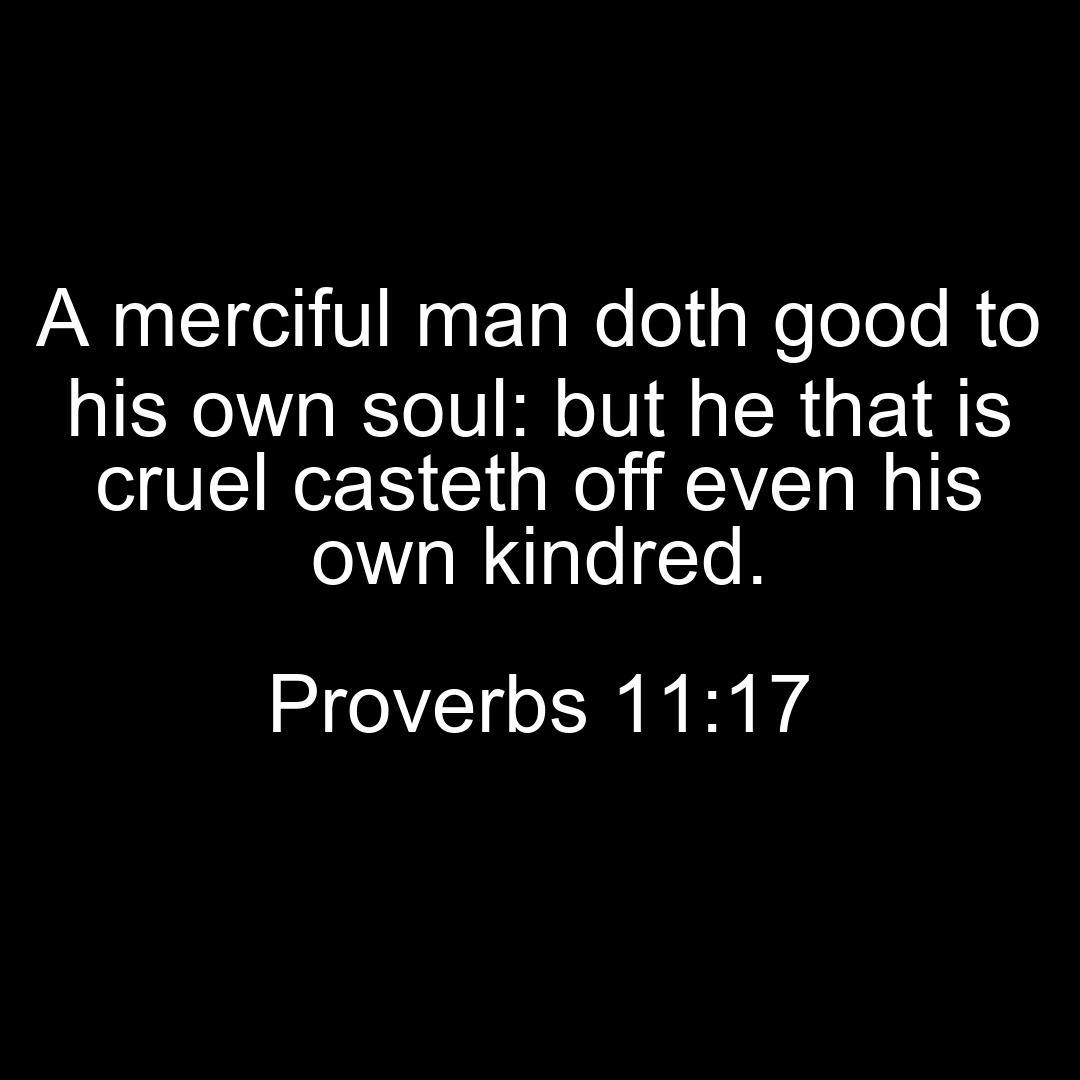 A merciful man doth good to
his own soul: but he that is
cruel casteth off even his
own kindred.
Proverbs 11:17